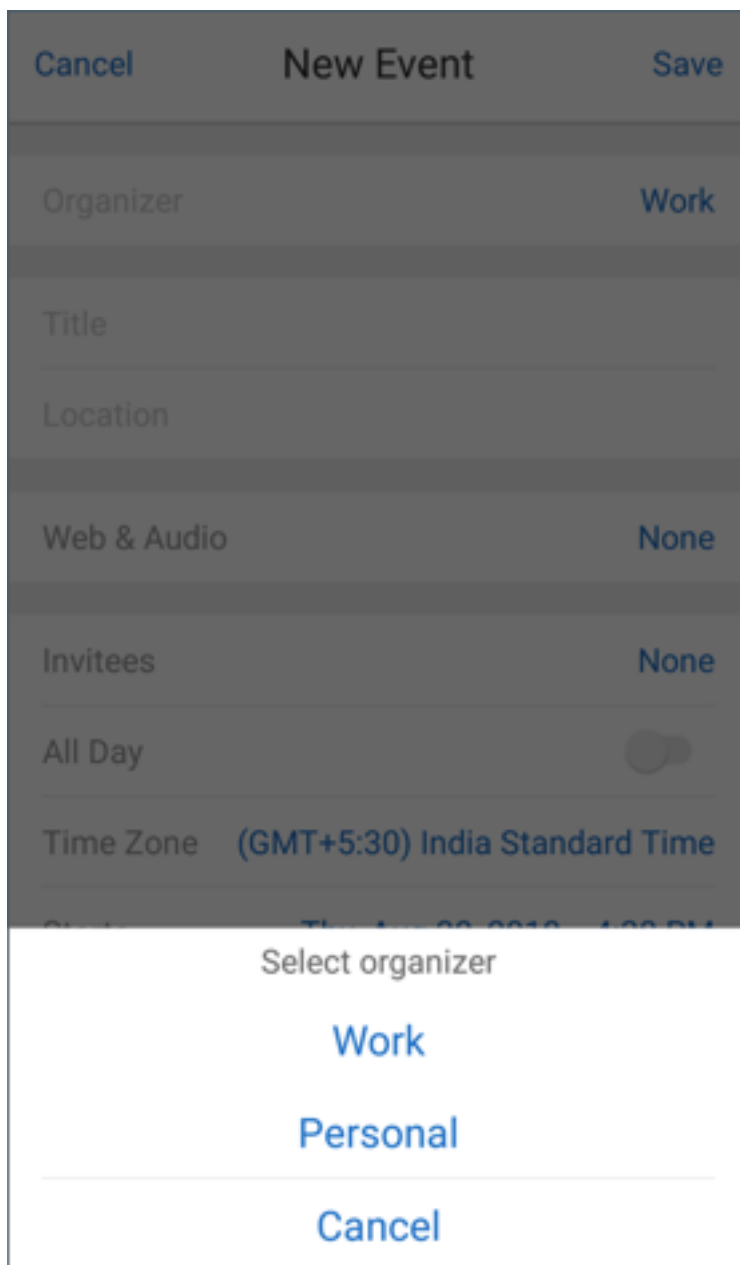 Cancel New Event Save
Organizer Work
Title
Location
Web & Audio None
Invitees None
All Day
Time Zone (GMT+5:30) India Standard Time
Select organizer
Work
Personal
Cancel